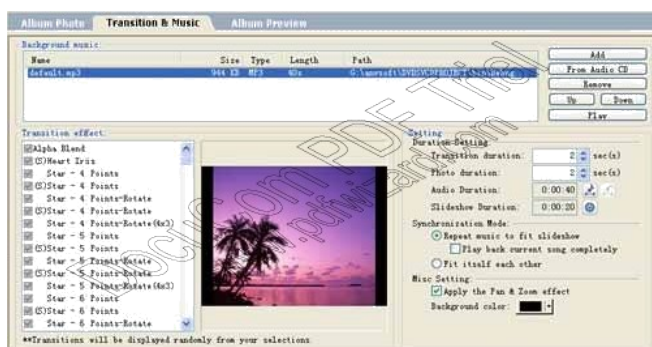 Album Photo Transition & Music Album Preview
Background music
Name Size Type Length Path
default.mp3 944 KB MP3 40s
Add
From Audio CD
Remove
Up Down
Play
Transition effect
Alpha Blend
(S)Heart Iris
Star - 4 Points
(S)Star - 4 Points
Star - 4 Points-Rotate
(S)Star - 4 Points-Rotate
Star - 4 Points-Rotate(4x3)
Star - 5 Points
(S)Star - 5 Points
Star - 5 Points-Rotate
(S)Star - 5 Points-Rotate
Star - 5 Points-Rotate(4x3)
Star - 6 Points
(S)Star - 6 Points
Star - 6 Points-Rotate
**Transitions will be displayed randomly from your selections
Setting
Duration Setting:
Transition duration: 2 sec(s)
Photo duration: 2 sec(s)
Audio Duration: 0:00:40
Slideshow Duration: 0:00:20
Synchronization Mode:
Repeat music to fit slideshow
Play back current song completely
Fit itself each other
Misc Setting:
Apply the Pan & Zoom effect
Background color:
PDF Trial
www.pdfwizard.com